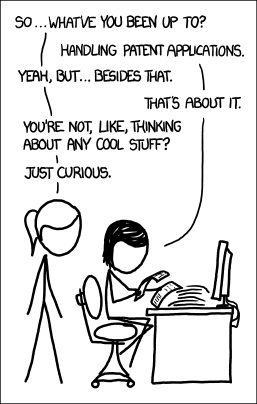 SO...WHAT'VE YOU BEEN UP TO?
HANDLING PATENT APPLICATIONS.
YEAH, BUT... BESIDES THAT.
THAT'S ABOUT IT.
YOU'RE NOT, LIKE, THINKING
ABOUT ANY COOL STUFF?
JUST CURIOUS.